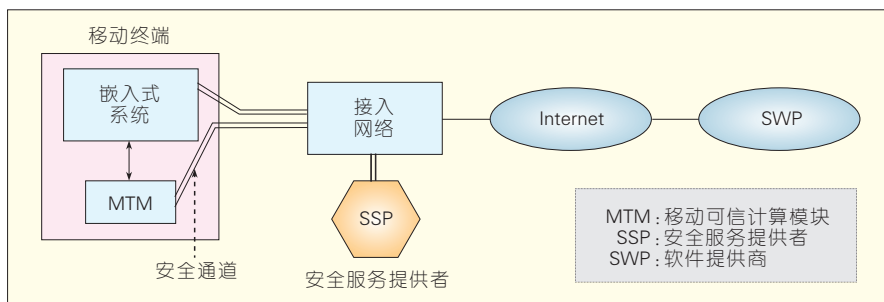 移动终端
嵌入式
系统
MTM
安全通道
接入
网络
SSP
安全服务提供者
Internet
SWP
MTM：移动可信计算模块
SSP：安全服务提供者
SWP：软件提供商